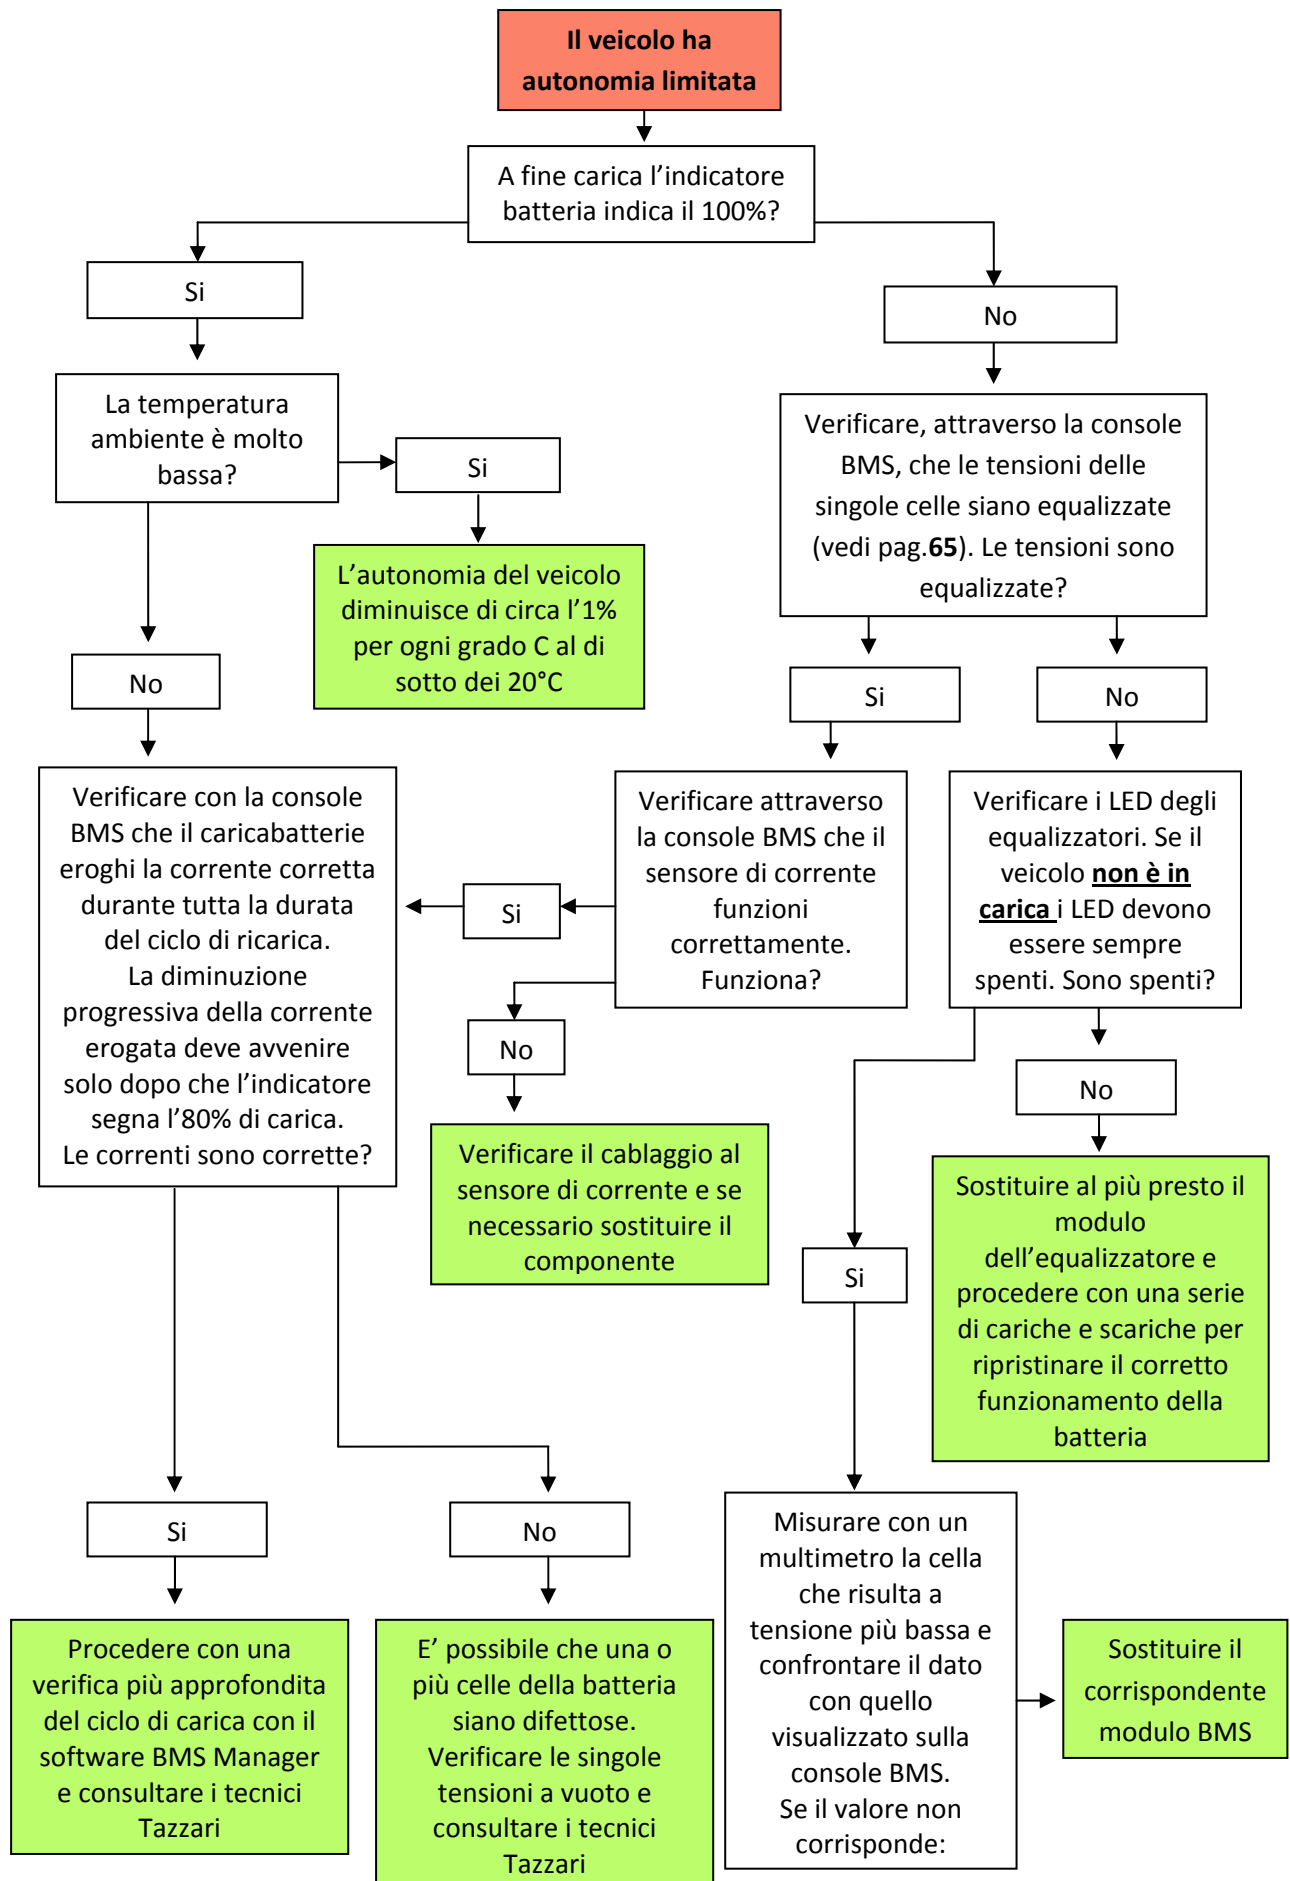 Il veicolo ha
autonomia limitata
A fine carica l’indicatore
batteria indica il 100%?
Si
No
La temperatura
ambiente è molto
bassa?
Si
L’autonomia del veicolo
diminuisce di circa l’1%
per ogni grado C al di
sotto dei 20°C
No
Verificare, attraverso la console
BMS, che le tensioni delle
singole celle siano equalizzate
(vedi pag.65). Le tensioni sono
equalizzate?
Si
No
Verificare con la console
BMS che il caricabatterie
eroghi la corrente corretta
durante tutta la durata
del ciclo di ricarica.
La diminuzione
progressiva della corrente
erogata deve avvenire
solo dopo che l’indicatore
segna l’80% di carica.
Le correnti sono corrette?
Si
Verificare attraverso
la console BMS che il
sensore di corrente
funzioni
correttamente.
Funziona?
No
Verificare il cablaggio al
sensore di corrente e se
necessario sostituire il
componente
Verificare i LED degli
equalizzatori. Se il
veicolo non è in
carica i LED devono
essere sempre
spenti. Sono spenti?
No
Sostituire al più presto il
modulo
dell’equalizzatore e
procedere con una serie
di cariche e scariche per
ripristinare il corretto
funzionamento della
batteria
Si
Si
No
Procedere con una
verifica più approfondita
del ciclo di carica con il
software BMS Manager
e consultare i tecnici
Tazzari
E’ possibile che una o
più celle della batteria
siano difettose.
Verificare le singole
tensioni a vuoto e
consultare i tecnici
Tazzari
Misurare con un
multimetro la cella
che risulta a
tensione più bassa e
confrontare il dato
con quello
visualizzato sulla
console BMS.
Se il valore non
corrisponde:
Sostituire il
corrispondente
modulo BMS